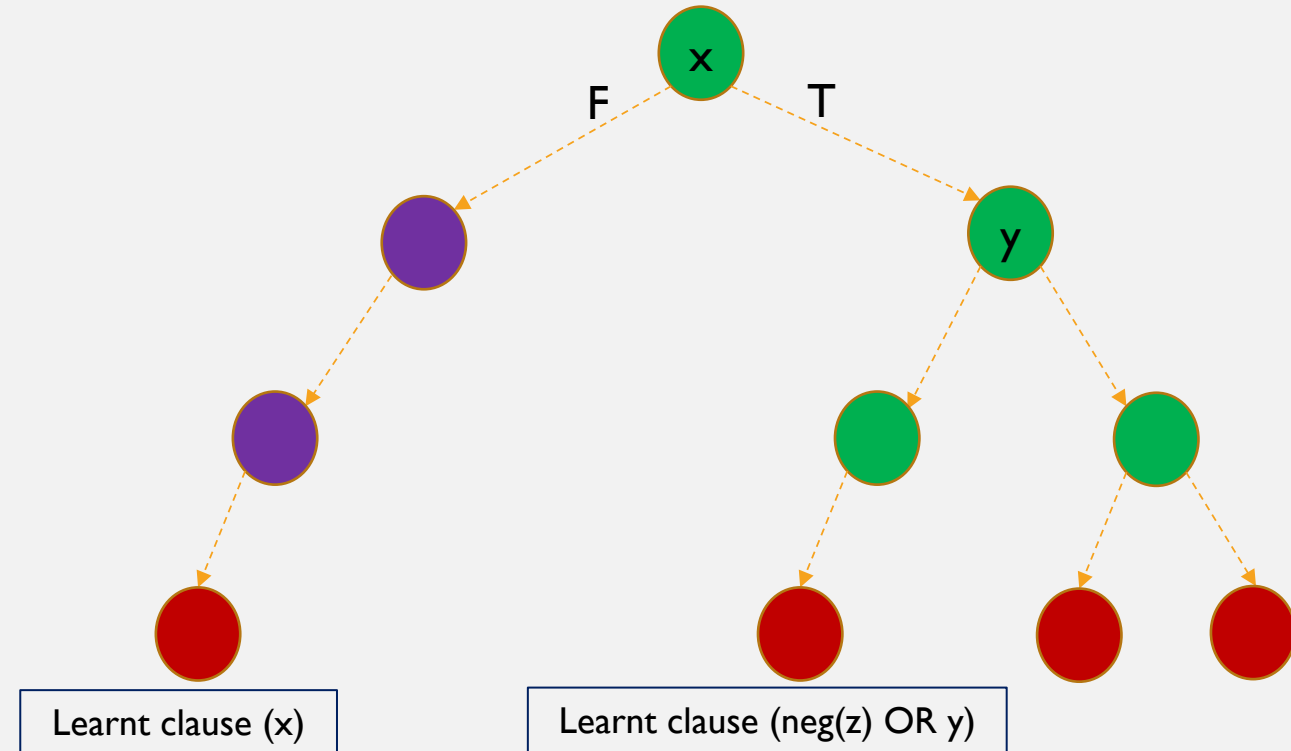 x
F
T
y
Learnt clause (x)
Learnt clause (neg(z) OR y)